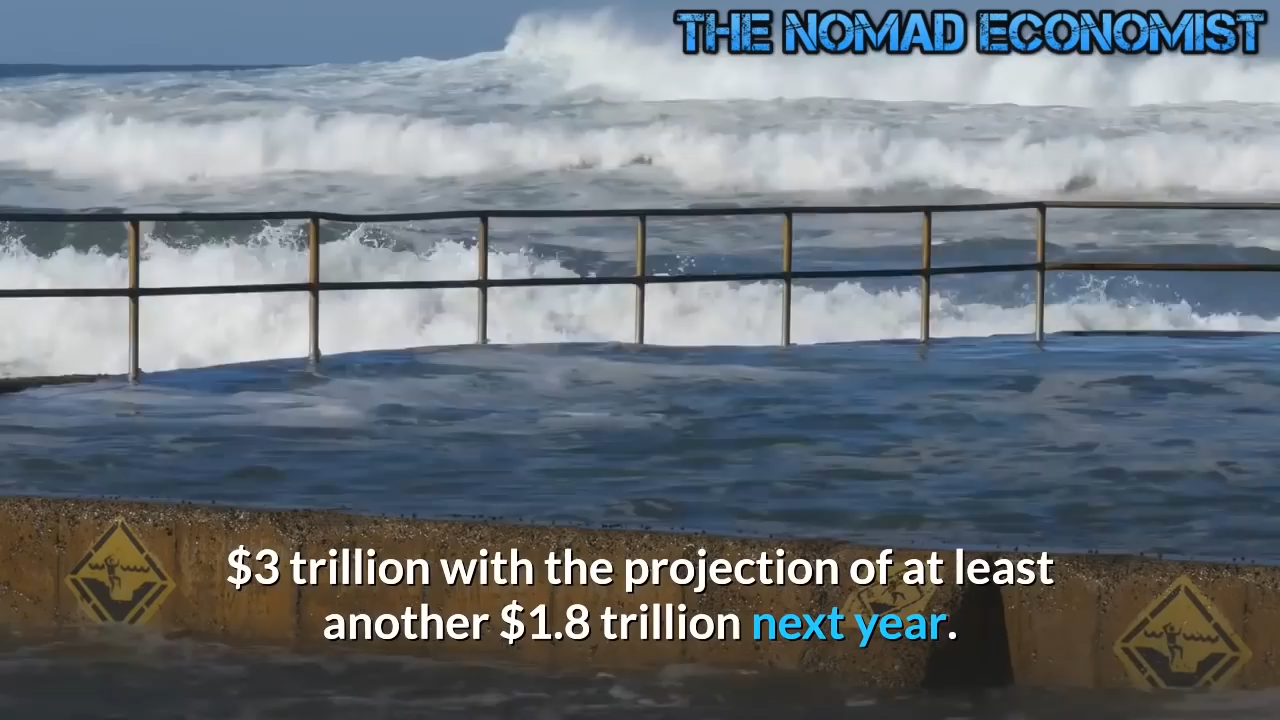 THE NOMAD ECONOMIST
$3 trillion with the projection of at least
another $1.8 trillion next year.